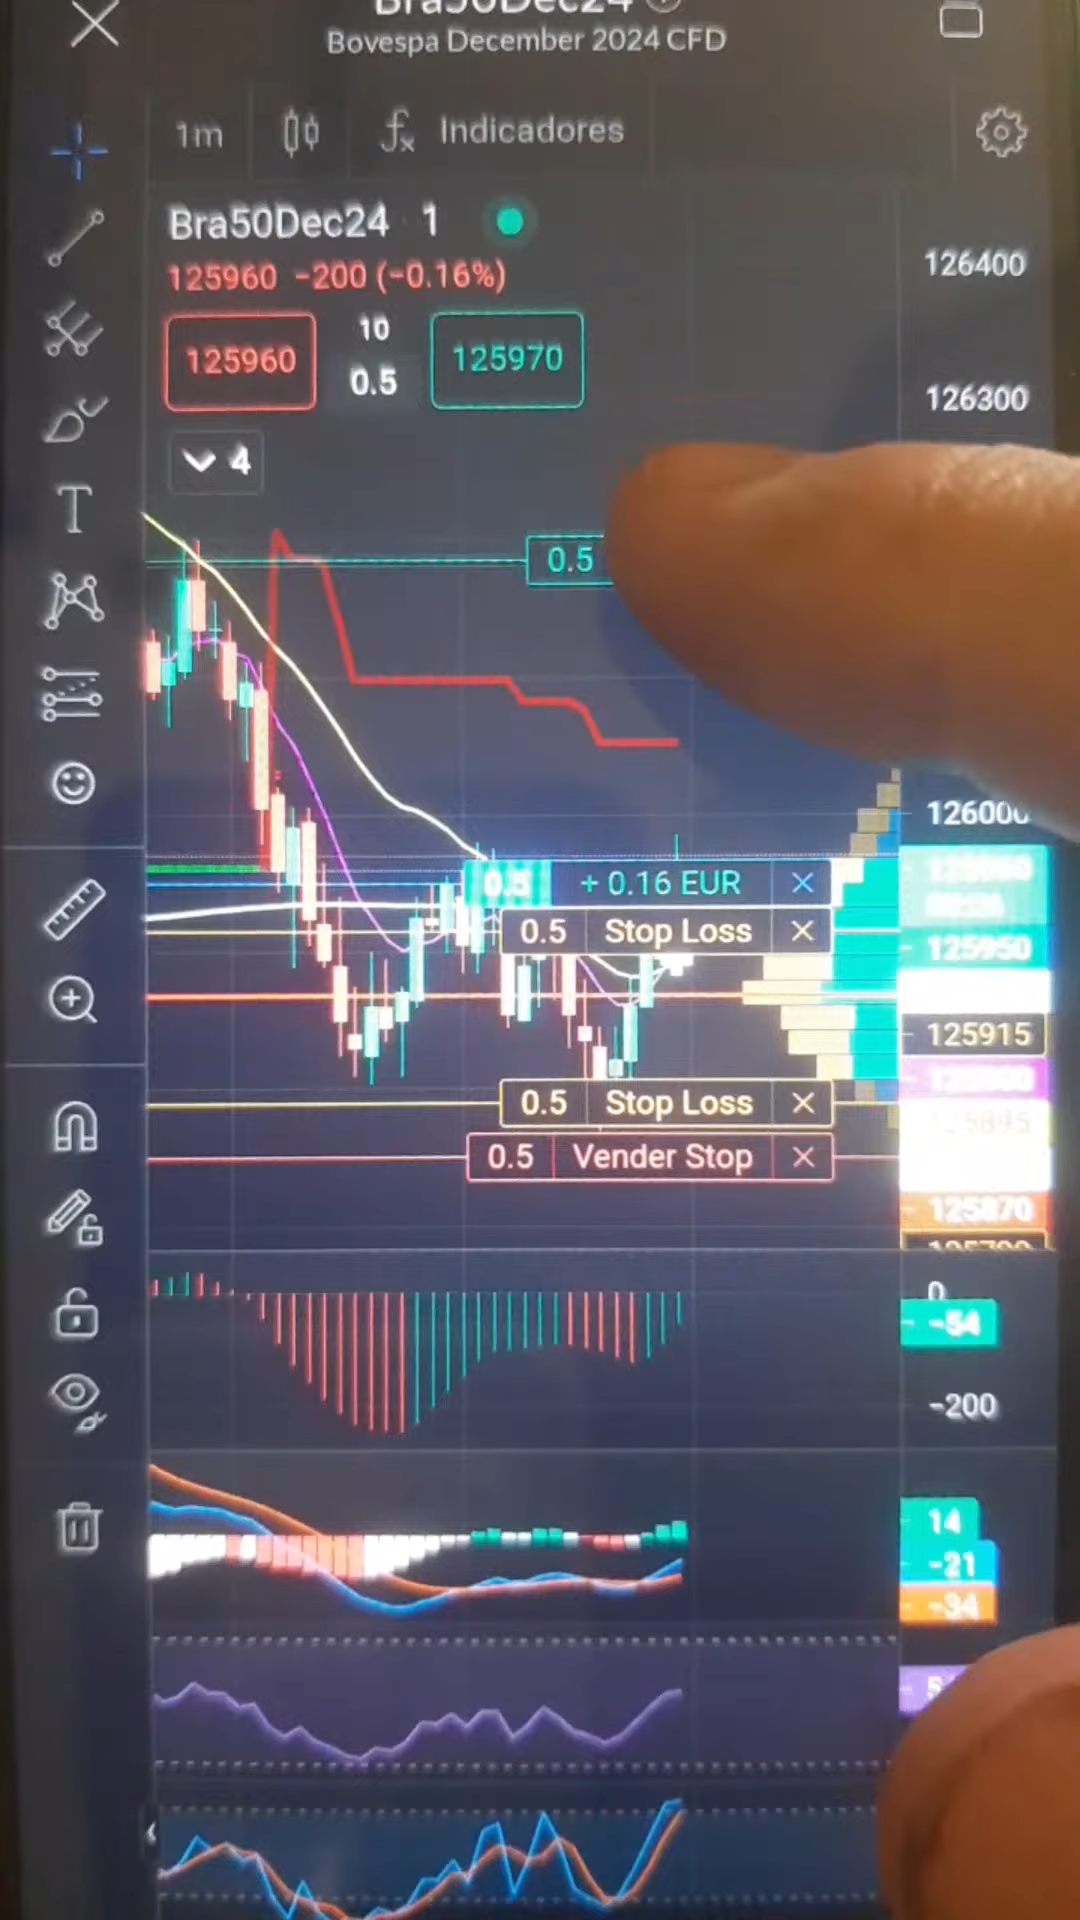 Bra50Dec24
Bovespa December 2024 CFD
1m
Indicadores
Bra50Dec24 1
125960 -200 (-0.16%)
125960
10
0.5
125970
4
126400
126300
0.5
126000
0.5 + 0.16 EUR
0.5 Stop Loss
125950
125915
0.5 Stop Loss
125895
0.5 Vender Stop
125870
0
-54
-200
14
-21
-34